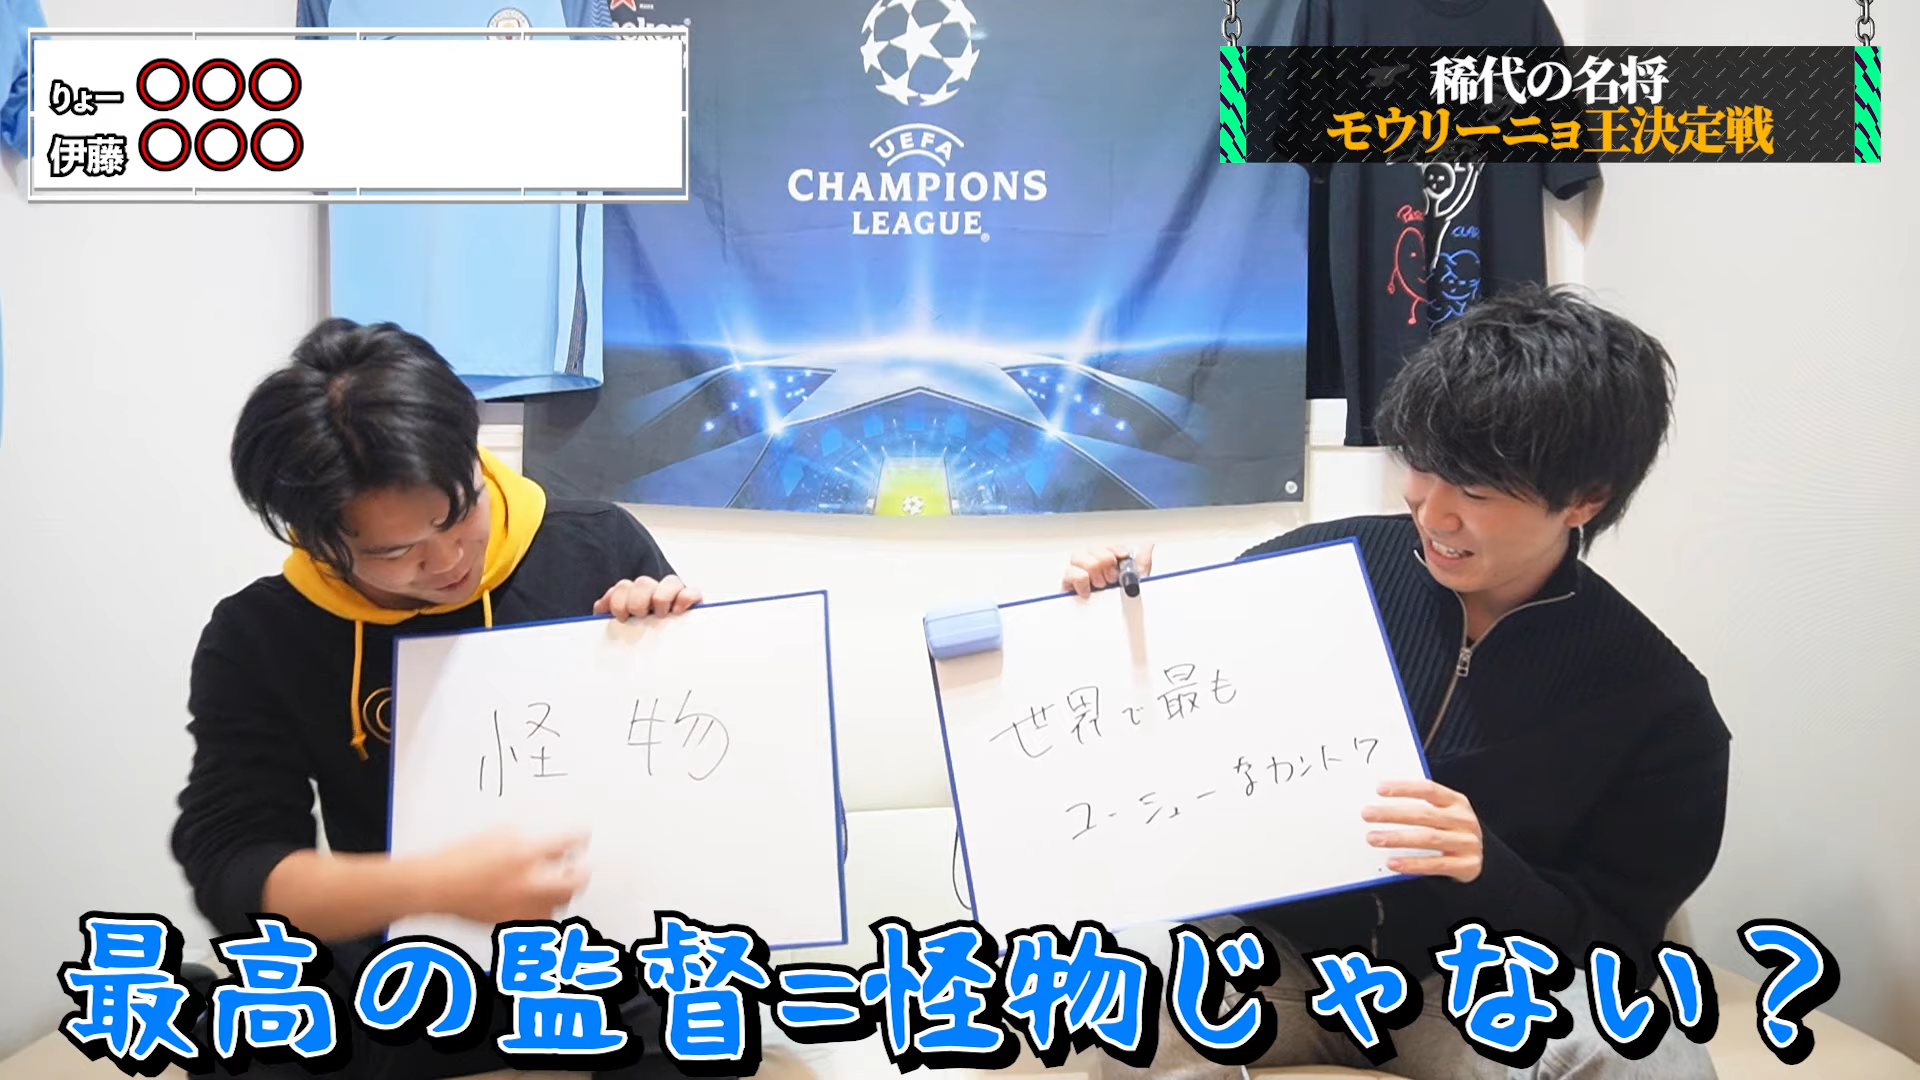 りょー ○○○
伊藤 ○○○
稀代の名将
モウリーニョ王決定戦
UEFA
CHAMPIONS
LEAGUE
怪物
世界で最も
ユーシューなカントク
最高の監督=怪物じゃない?